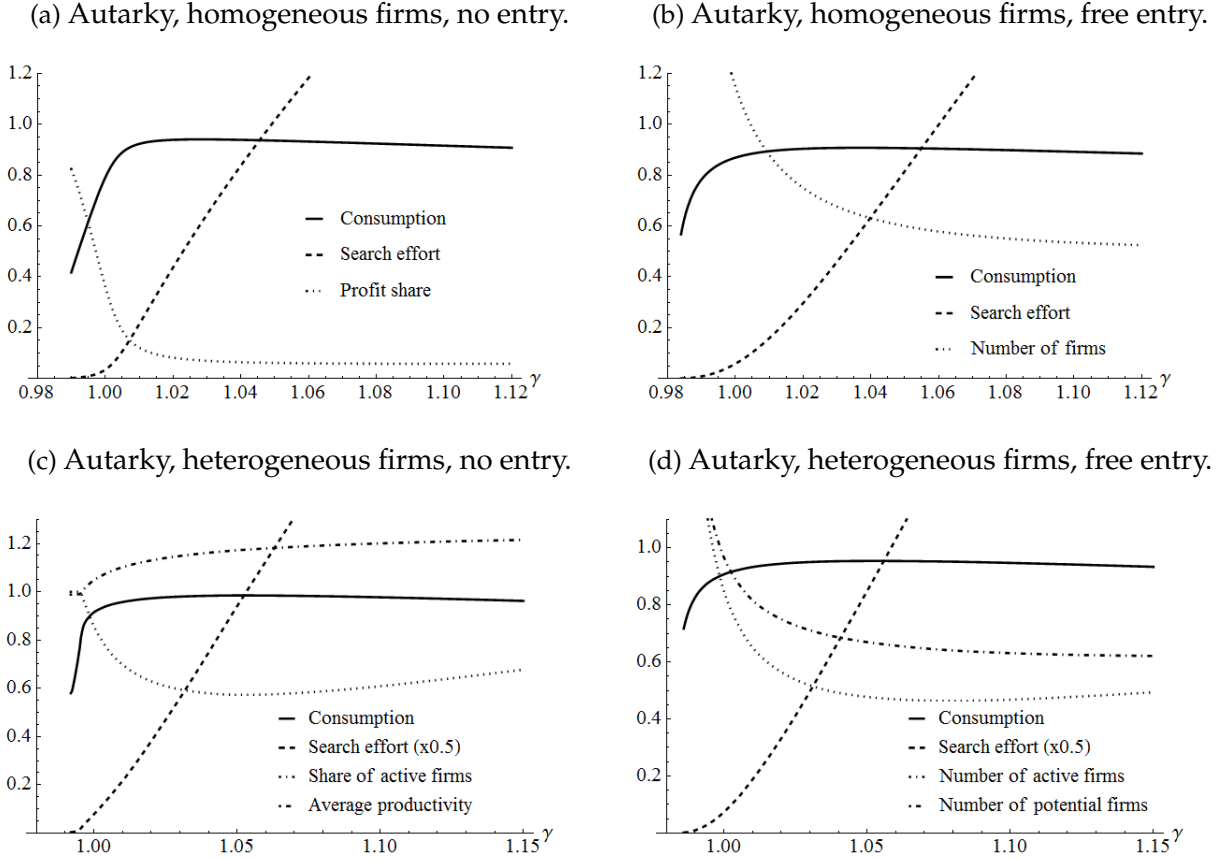 (a) Autarky, homogeneous firms, no entry.
1.2
1.0
0.8
0.6
0.4
0.2
Consumption
Search effort
Profit share
0.98 1.00 1.02 1.04 1.06 1.08 1.10 1.12 γ
(b) Autarky, homogeneous firms, free entry.
1.2
1.0
0.8
0.6
0.4
0.2
Consumption
Search effort
Number of firms
0.98 1.00 1.02 1.04 1.06 1.08 1.10 1.12 γ
(c) Autarky, heterogeneous firms, no entry.
1.2
1.0
0.8
0.6
0.4
0.2
Consumption
Search effort (x0.5)
Share of active firms
Average productivity
1.00 1.05 1.10 1.15 γ
(d) Autarky, heterogeneous firms, free entry.
1.0
0.8
0.6
0.4
0.2
Consumption
Search effort (x0.5)
Number of active firms
Number of potential firms
1.00 1.05 1.10 1.15 γ